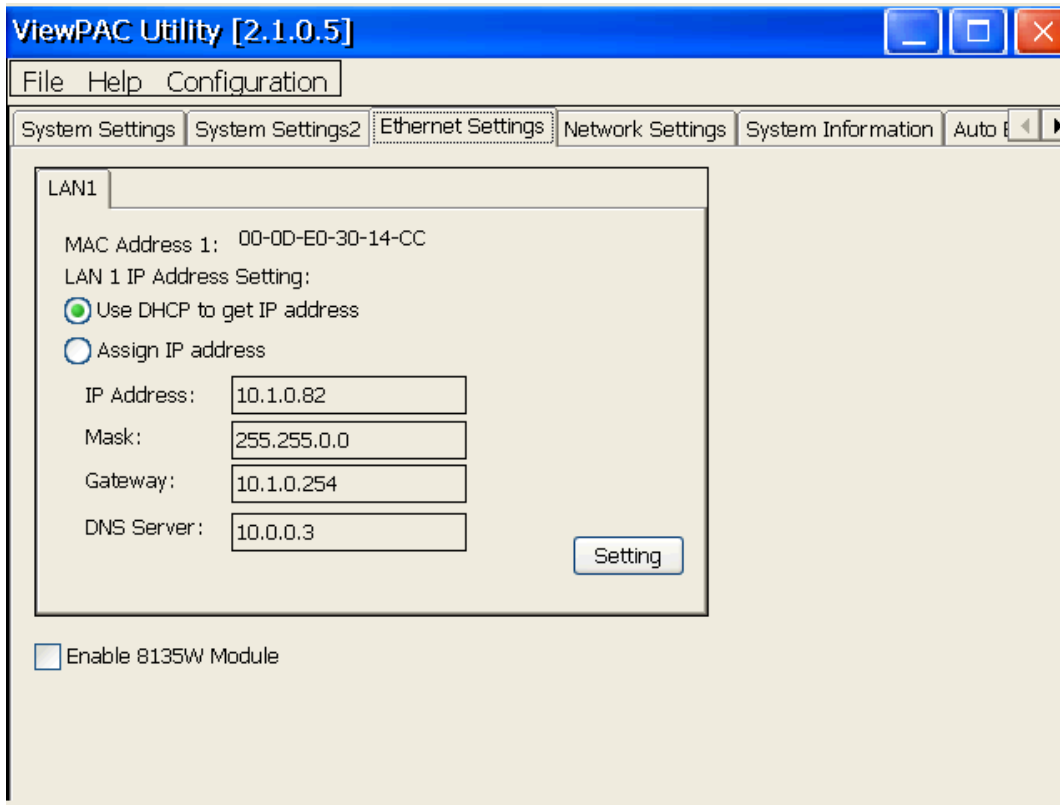 ViewPAC Utility [2.1.0.5]
File Help Configuration
System Settings System Settings2 Ethernet Settings Network Settings System Information Auto
LAN1
MAC Address 1: 00-0D-E0-30-14-CC
LAN 1 IP Address Setting:
Use DHCP to get IP address
Assign IP address
IP Address: 10.1.0.82
Mask: 255.255.0.0
Gateway: 10.1.0.254
DNS Server: 10.0.0.3
Setting
Enable 8135W Module